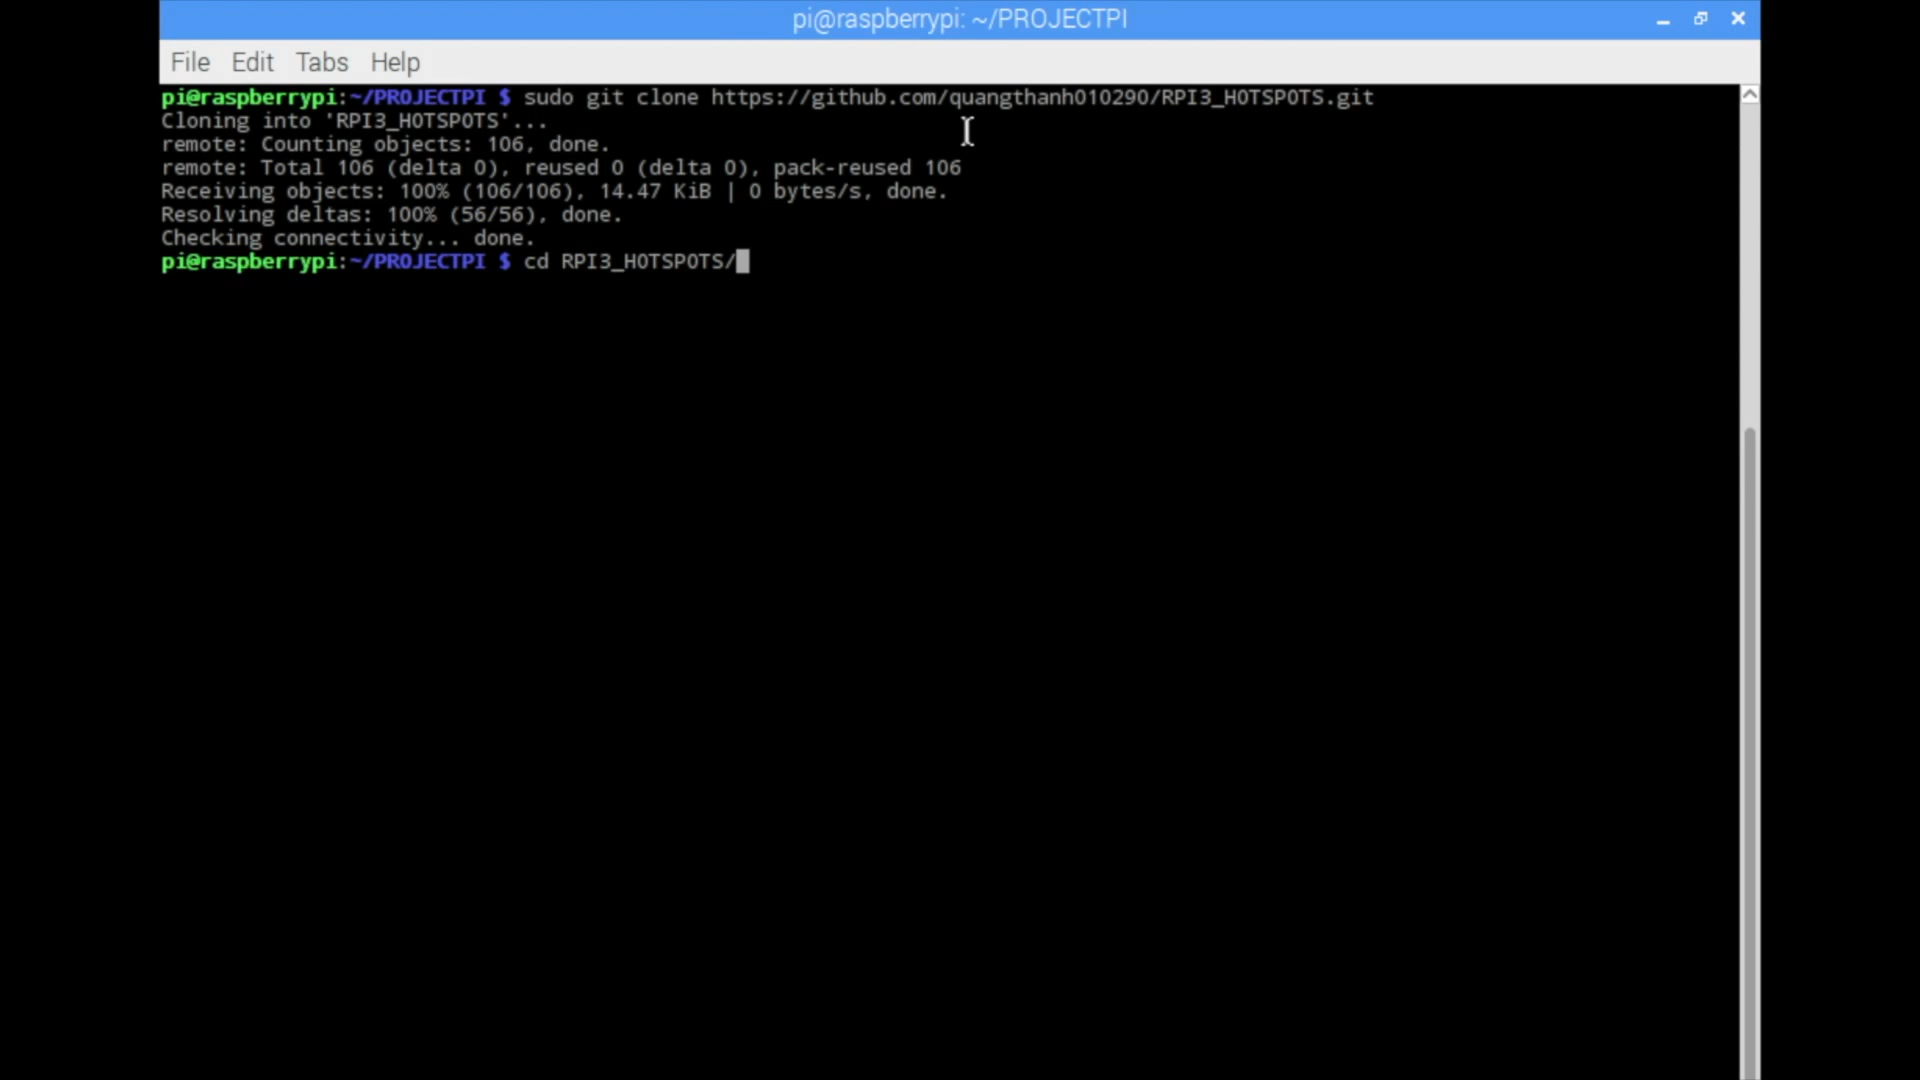 pi@raspberrypi: ~/PROJECTPI
File Edit Tabs Help
pi@raspberrypi:~/PROJECTPI $ sudo git clone https://github.com/quangthanh010290/RPI3_H0TSP0TS.git
Cloning into 'RPI3_H0TSP0TS'...
remote: Counting objects: 106, done.
remote: Total 106 (delta 0), reused 0 (delta 0), pack-reused 106
Receiving objects: 100% (106/106), 14.47 KiB | 0 bytes/s, done.
Resolving deltas: 100% (56/56), done.
Checking connectivity... done.
pi@raspberrypi:~/PROJECTPI $ cd RPI3_H0TSP0TS/